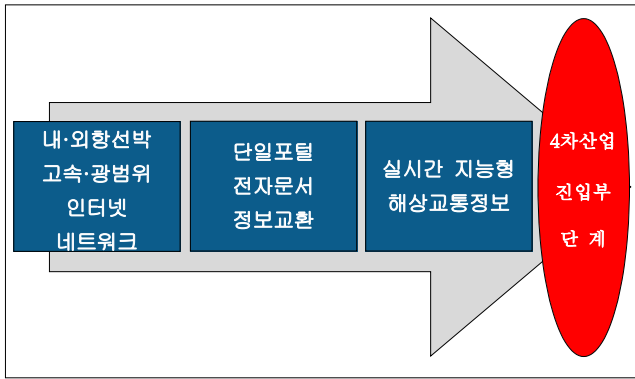 내·외항선박
고속·광범위
인터넷
네트워크
단일포털
전자문서
정보교환
실시간 지능형
해상교통정보
4차산업
진입부
단 계